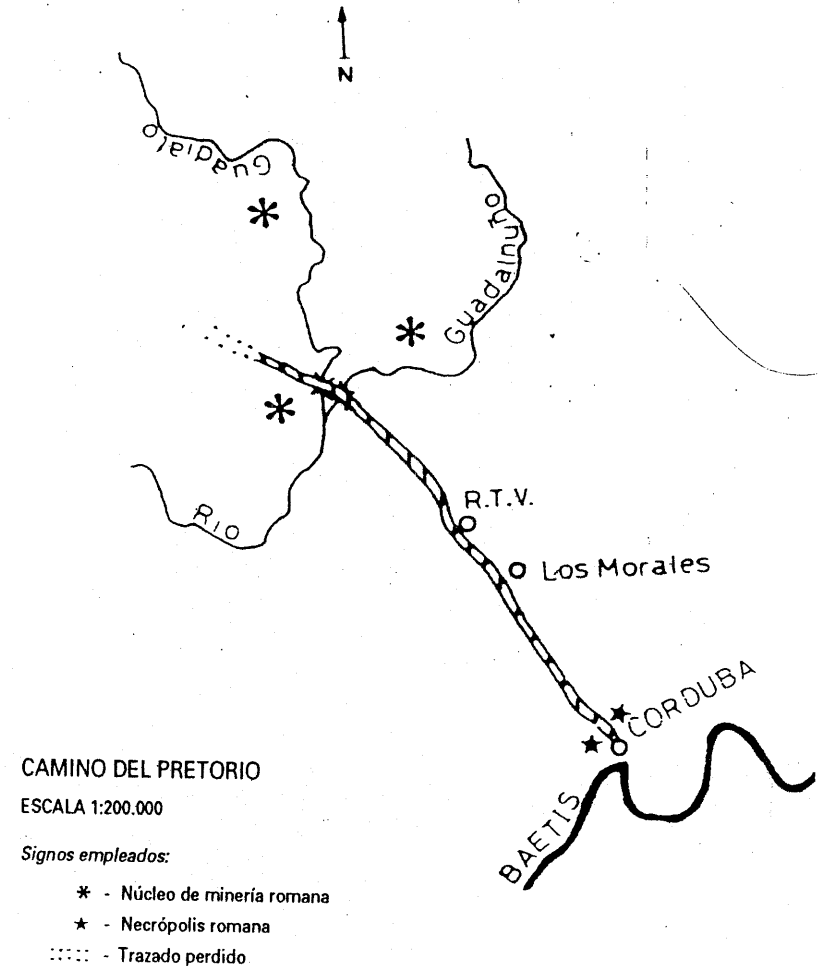 N
Guadiato
Guadalnuño
R.T.V.
Los Morales
Río
CORDUBA
BAETIS
CAMINO DEL PRETORIO
ESCALA 1:200.000
Signos empleados:
* - Núcleo de minería romana
★ - Necrópolis romana
::::: - Trazado perdido